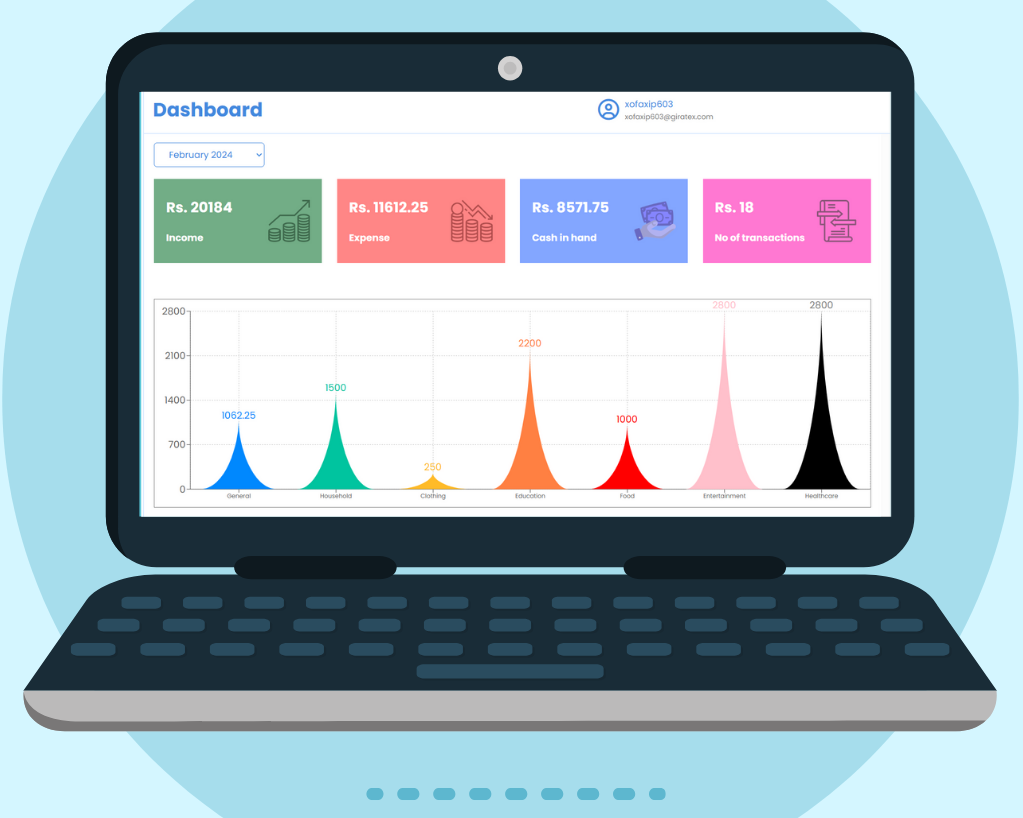 Dashboard
xofaxip603
xofaxip603@giratex.com
February 2024
Rs. 20184
Income
Rs. 11612.25
Expense
Rs. 8571.75
Cash in hand
Rs. 18
No of transactions
2800
2100
1400
700
0
1062.25
1500
250
2200
1000
2800
2800
General
Household
Clothing
Education
Food
Entertainment
Healthcare